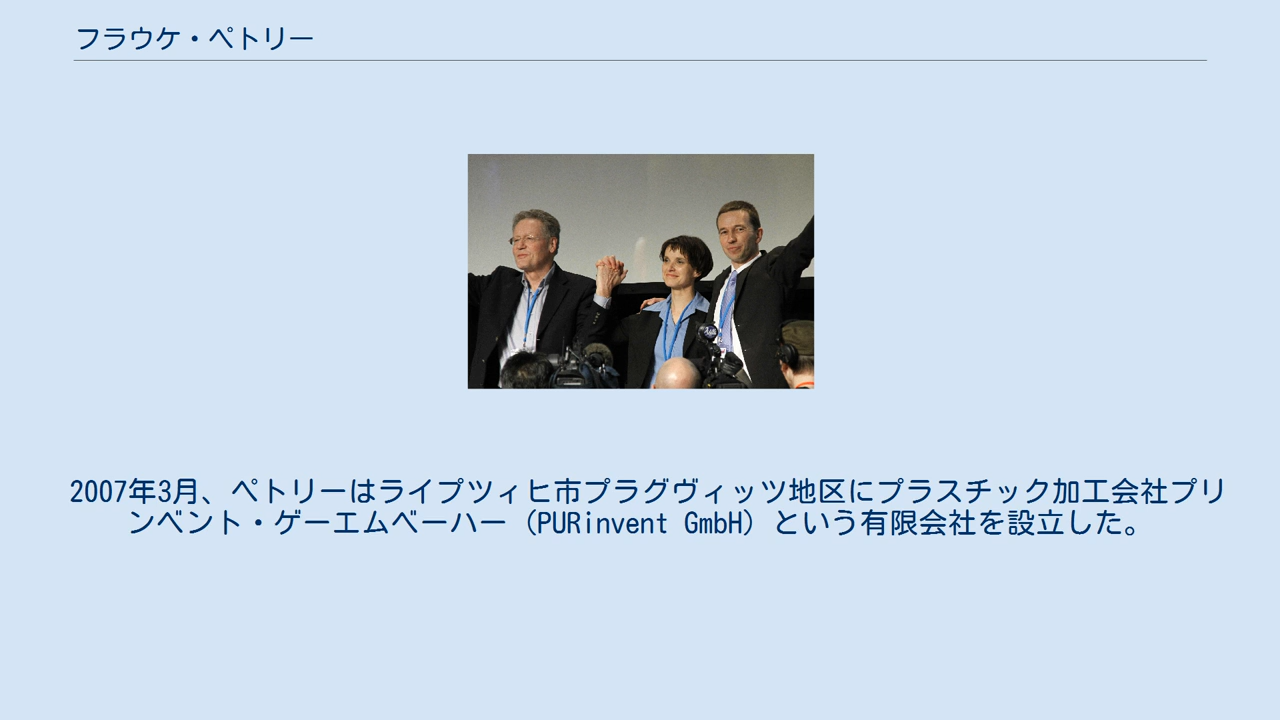 フラウケ・ペトリー
2007年3月、ペトリーはライプツィヒ市プラグヴィッツ地区にプラスチック加工会社プリ
ンベント・ゲーエムベーハー（PURinvent GmbH）という有限会社を設立した。